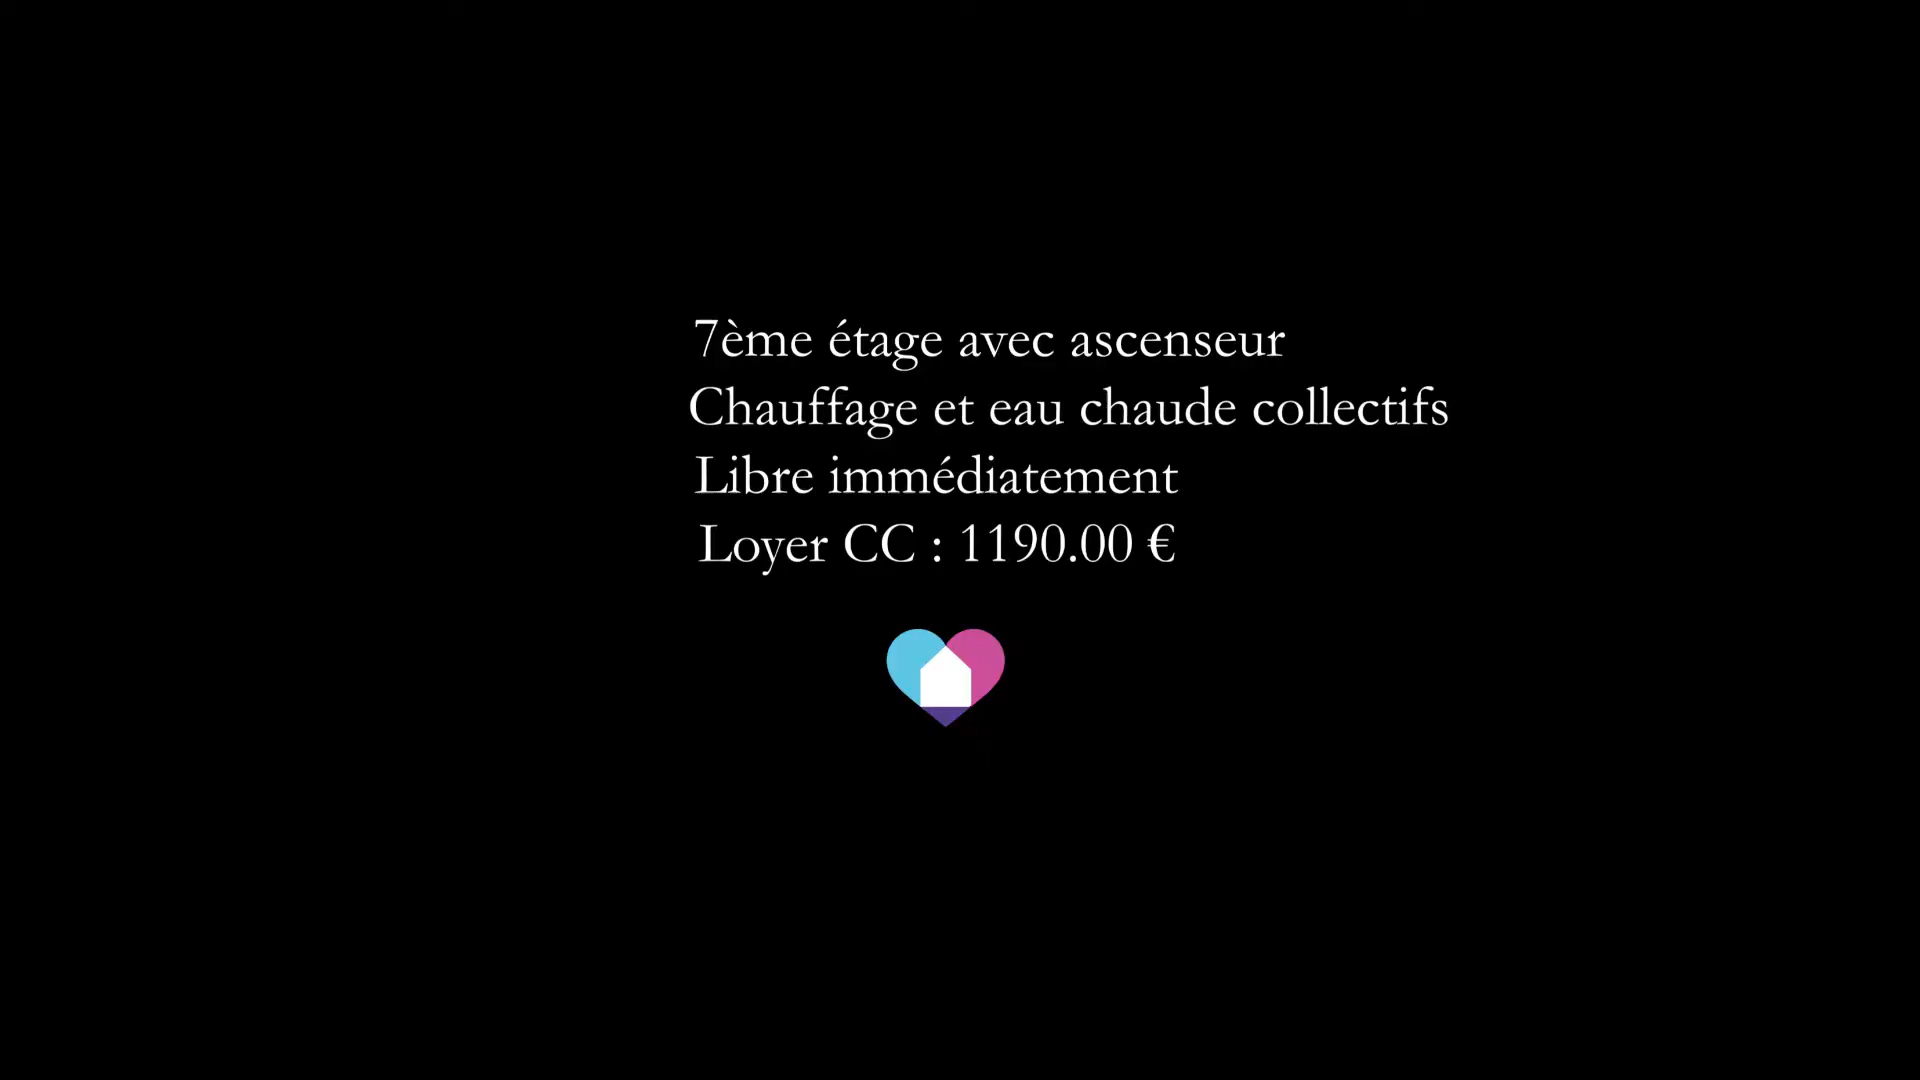 7ème étage avec ascenseur
Chauffage et eau chaude collectifs
Libre immédiatement
Loyer CC : 1190.00 €